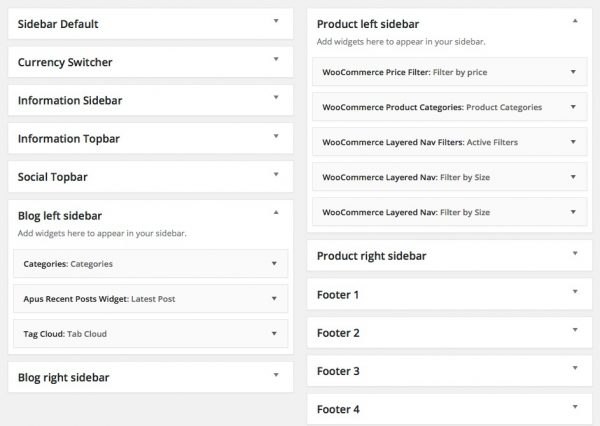 Sidebar Default
Currency Switcher
Information Sidebar
Information Topbar
Social Topbar
Blog left sidebar
Add widgets here to appear in your sidebar.
Categories: Categories
Apus Recent Posts Widget: Latest Post
Tag Cloud: Tab Cloud
Blog right sidebar
Product left sidebar
Add widgets here to appear in your sidebar.
WooCommerce Price Filter: Filter by price
WooCommerce Product Categories: Product Categories
WooCommerce Layered Nav Filters: Active Filters
WooCommerce Layered Nav: Filter by Size
WooCommerce Layered Nav: Filter by Size
Product right sidebar
Footer 1
Footer 2
Footer 3
Footer 4